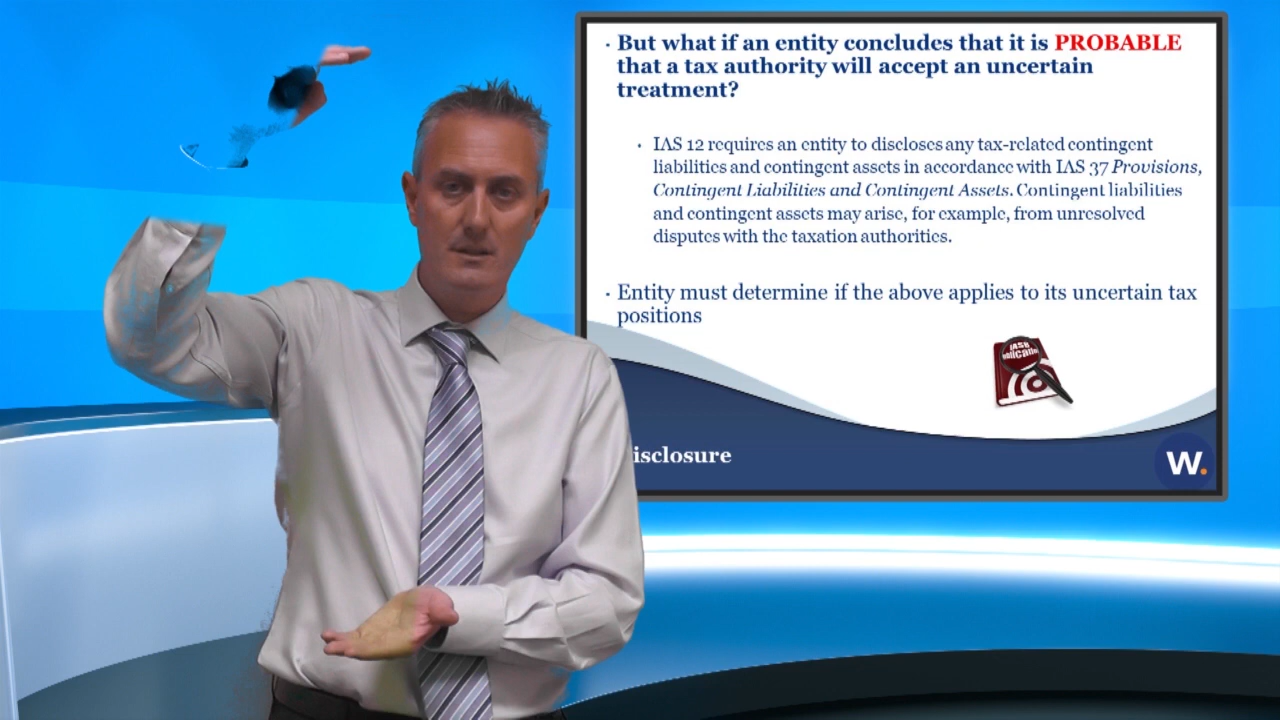 But what if an entity concludes that it is PROBABLE
that a tax authority will accept an uncertain
treatment?
IAS 12 requires an entity to discloses any tax-related contingent
liabilities and contingent assets in accordance with IAS 37 Provisions,
Contingent Liabilities and Contingent Assets. Contingent liabilities
and contingent assets may arise, for example, from unresolved
disputes with the taxation authorities.
Entity must determine if the above applies to its uncertain tax
positions
IASB
isclosure
W.